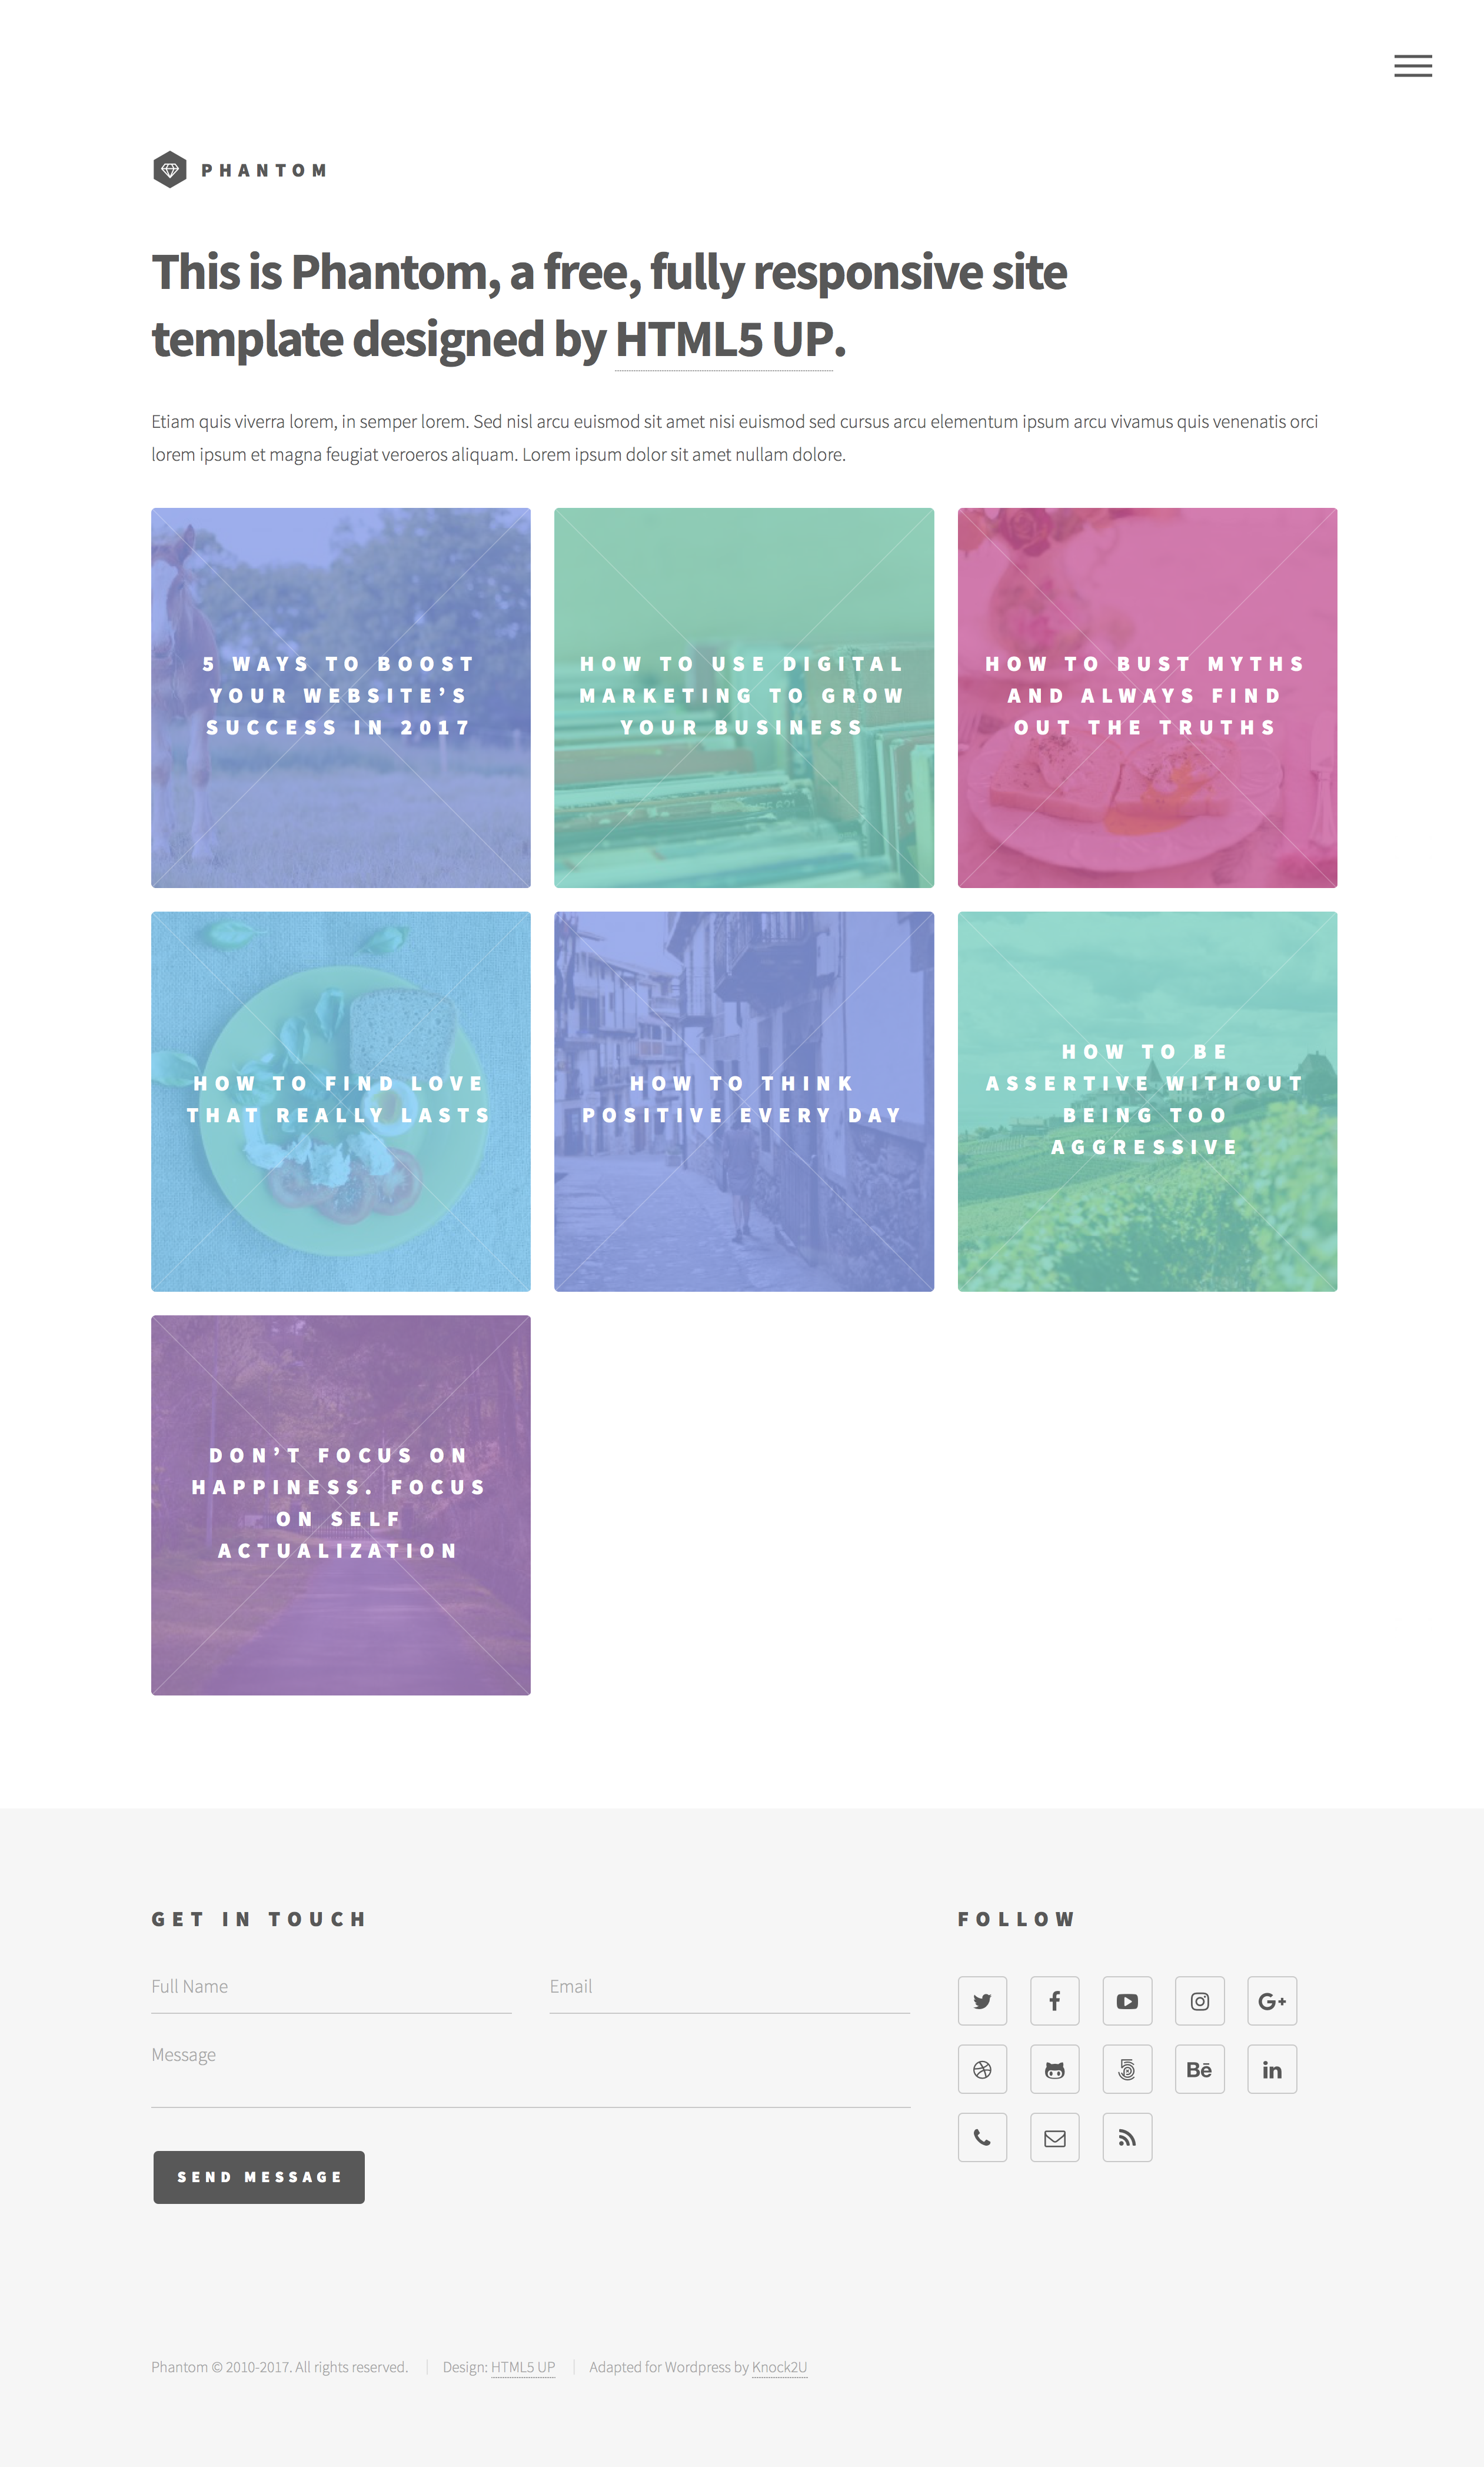 PHANTOM
This is Phantom, a free, fully responsive site
template designed by HTML5 UP.
Etiam quis viverra lorem, in semper lorem. Sed nisl arcu euismod sit amet nisi euismod sed cursus arcu elementum ipsum arcu vivamus quis venenatis orci
lorem ipsum et magna feugiat veroeros aliquam. Lorem ipsum dolor sit amet nullam dolore.
5 WAYS TO BOOST
YOUR WEBSITE’S
SUCCESS IN 2017
HOW TO USE DIGITAL
MARKETING TO GROW
YOUR BUSINESS
HOW TO BUST MYTHS
AND ALWAYS FIND
OUT THE TRUTHS
HOW TO FIND LOVE
THAT REALLY LASTS
HOW TO THINK
POSITIVE EVERY DAY
HOW TO BE
ASSERTIVE WITHOUT
BEING TOO
AGGRESSIVE
DON’T FOCUS ON
HAPPINESS. FOCUS
ON SELF
ACTUALIZATION
GET IN TOUCH
Full Name
Email
Message
SEND MESSAGE
FOLLOW
G+
5
Bē
in
Phantom © 2010-2017. All rights reserved.
Design: HTML5 UP
Adapted for Wordpress by Knock2U